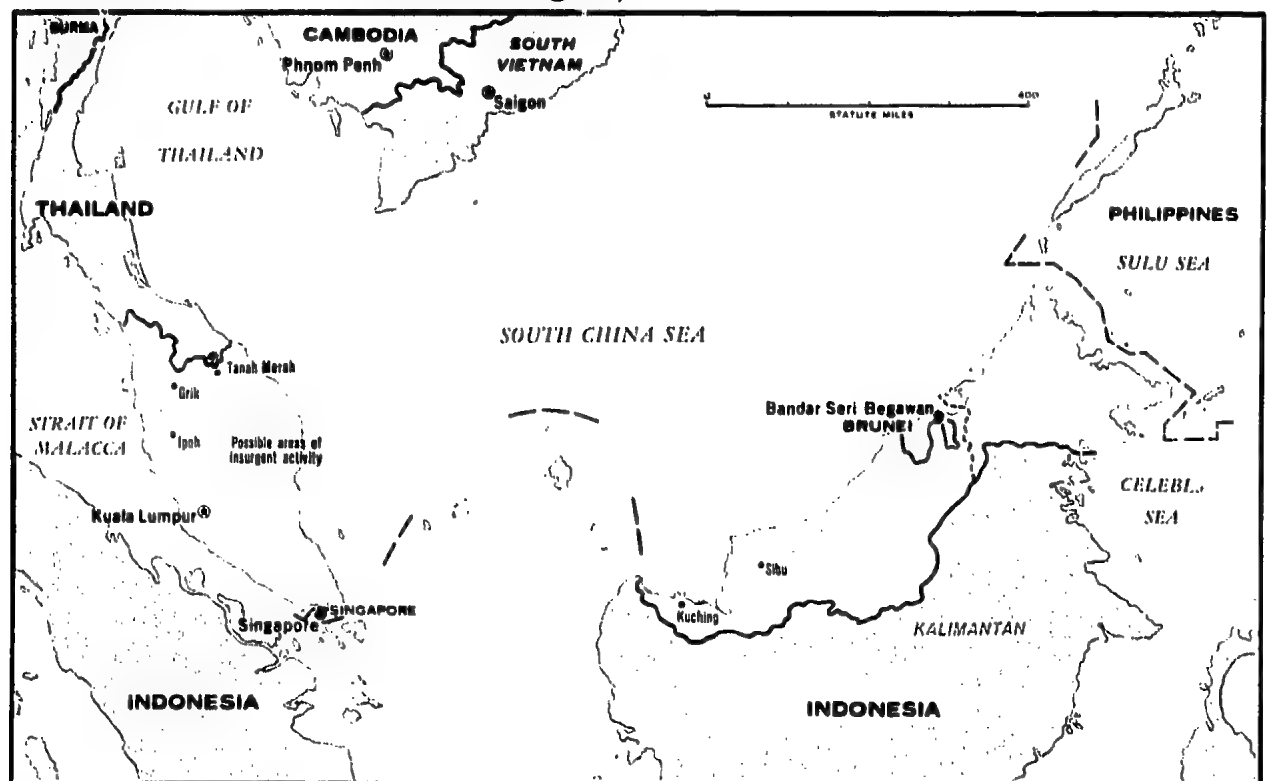 BURMA
CAMBODIA
Phnom Penh
SOUTH
VIETNAM
Saigon
GULF OF
THAILAND
0
400
STATUTE MILES
THAILAND
PHILIPPINES
SULU SEA
SOUTH CHINA SEA
Tanah Merah
Grik
STRAIT OF
MALACCA
Ipoh
Possible areas of
insurgent activity
Bandar Seri Begawan
BRUNEI
Kuala Lumpur
SEA
Sibu
SINGAPORE
Singapore
Kuching
KALIMANTAN
INDONESIA
INDONESIA